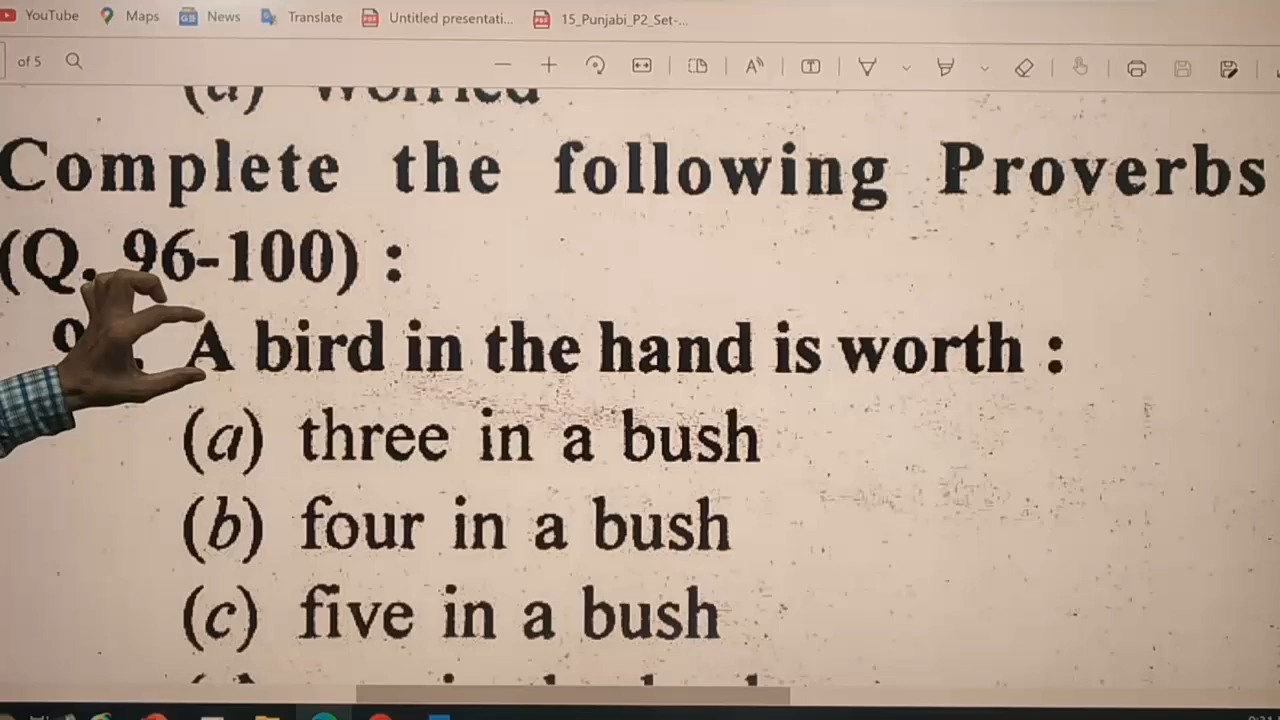 YouTube Maps News Translate Untitled presentati... 15_Punjabi_P2_Set-...
of 5
Complete the following Proverbs
(Q. 96-100) :
A bird in the hand is worth :
(a) three in a bush
(b) four in a bush
(c) five in a bush